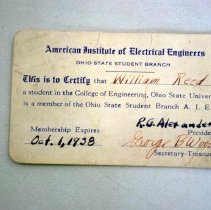 American Institute of Electrical Engineers
OHIO STATE STUDENT BRANCH
This is to Certify that William Reed
a student in the College of Engineering, Ohio State Univer
is a member of the Ohio State Student Branch A. I. E.
R.G. Alexander
Membership Expires Preside
Oct. 1, 1938 George B.
Secretary-Treasur